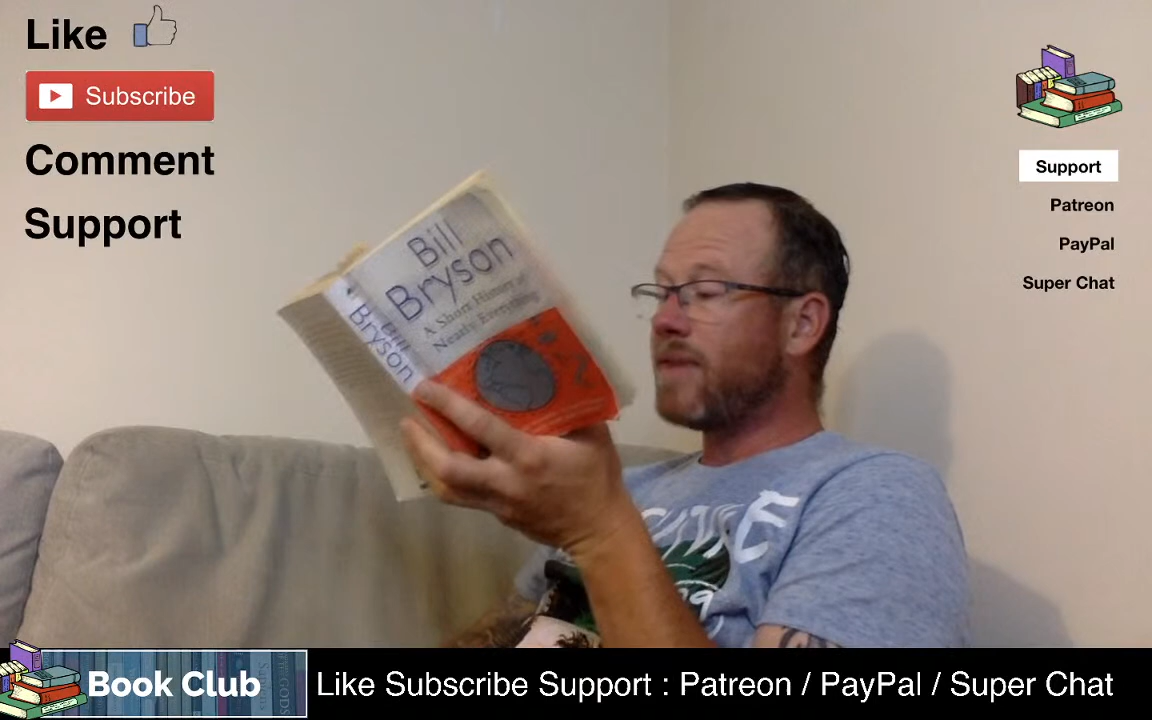 Like
Subscribe
Comment
Support
Support
Patreon
PayPal
Super Chat
Bill
Bryson
A Short History of
Nearly Everything
Bill
Bryson
Book Club
Like Subscribe Support : Patreon / PayPal / Super Chat